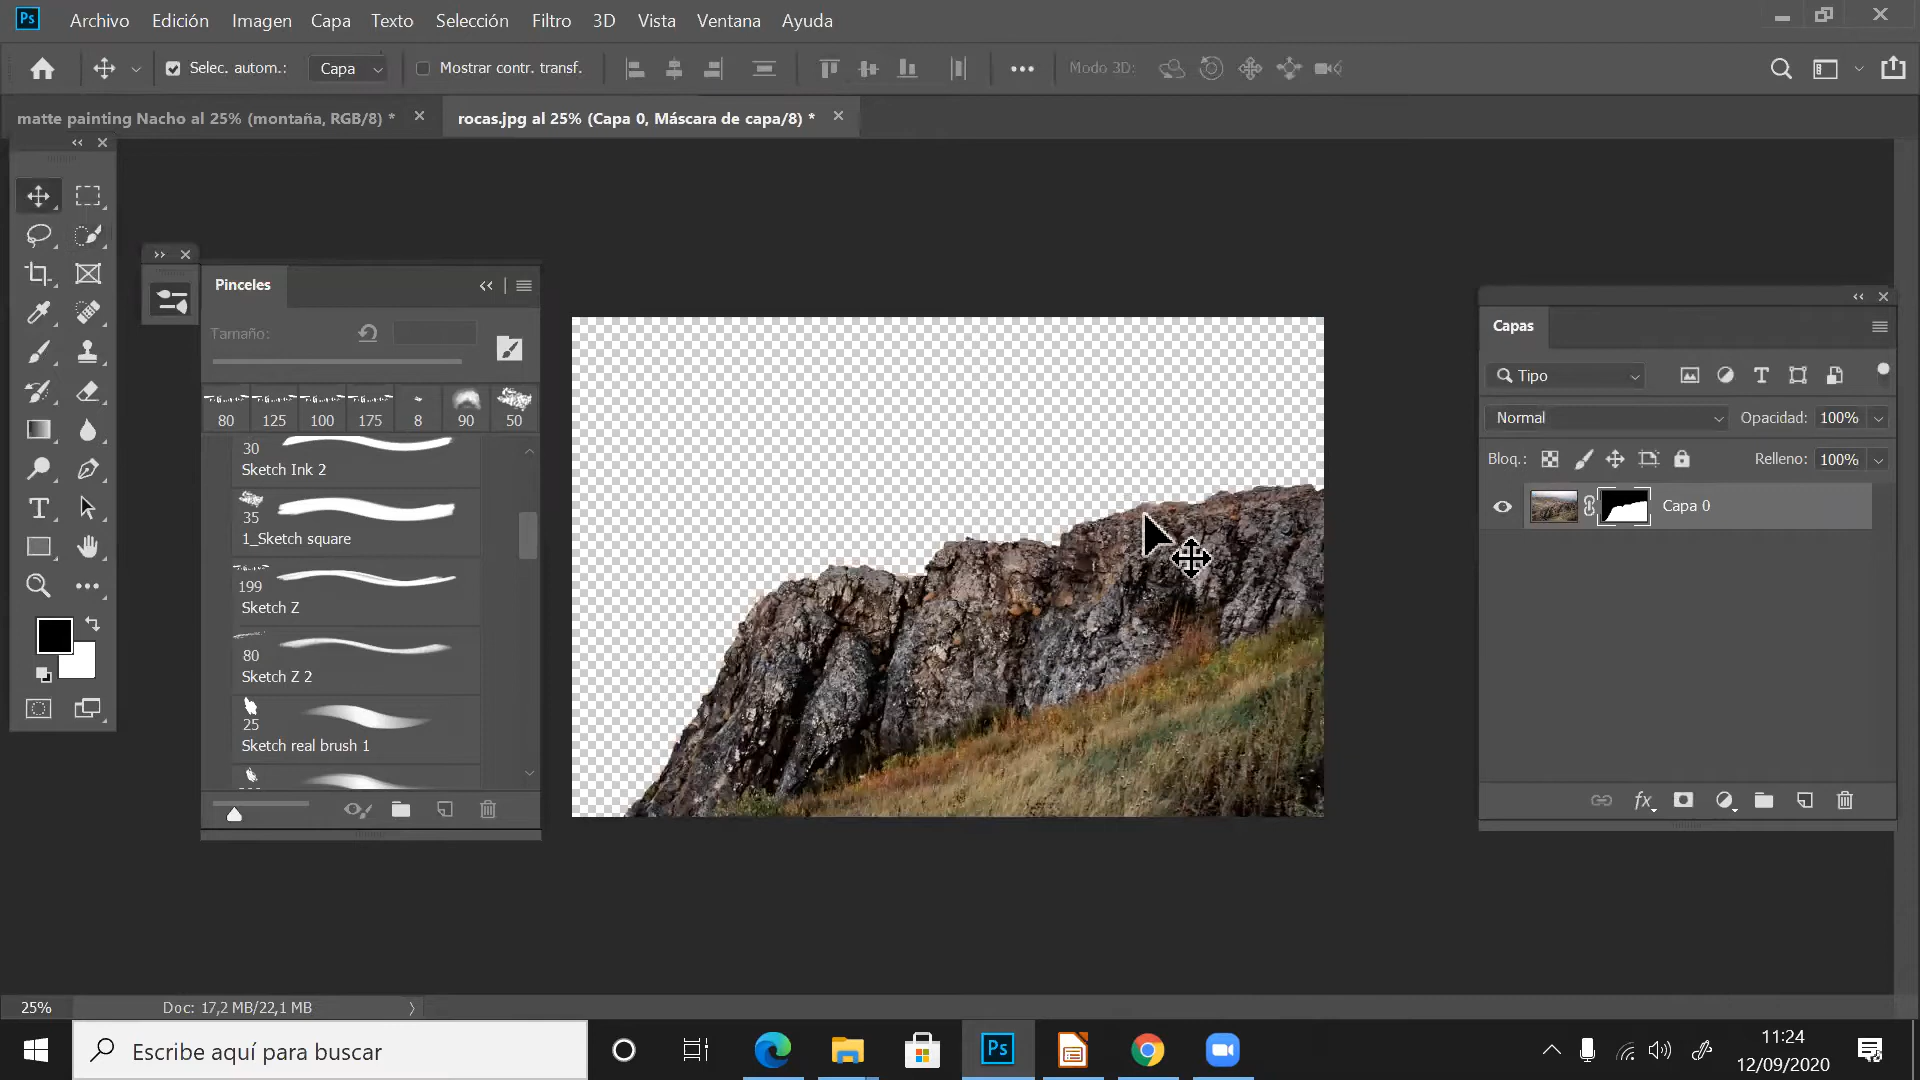 Ps Archivo Edición Imagen Capa Texto Selección Filtro 3D Vista Ventana Ayuda
Selec. autom.: Capa Mostrar contr. transf. Modo 3D:
matte painting Nacho al 25% (montaña, RGB/8) * rocas.jpg al 25% (Capa 0, Máscara de capa/8) *
Pinceles
Tamaño:
80 125 100 175 8 90 50
30
Sketch Ink 2
35
1_Sketch square
199
Sketch Z
80
Sketch Z 2
25
Sketch real brush 1
Capas
Tipo
Normal Opacidad: 100%
Bloq.: Relleno: 100%
Capa 0
25% Doc: 17,2 MB/22,1 MB
Escribe aquí para buscar
Ps
11:24
12/09/2020